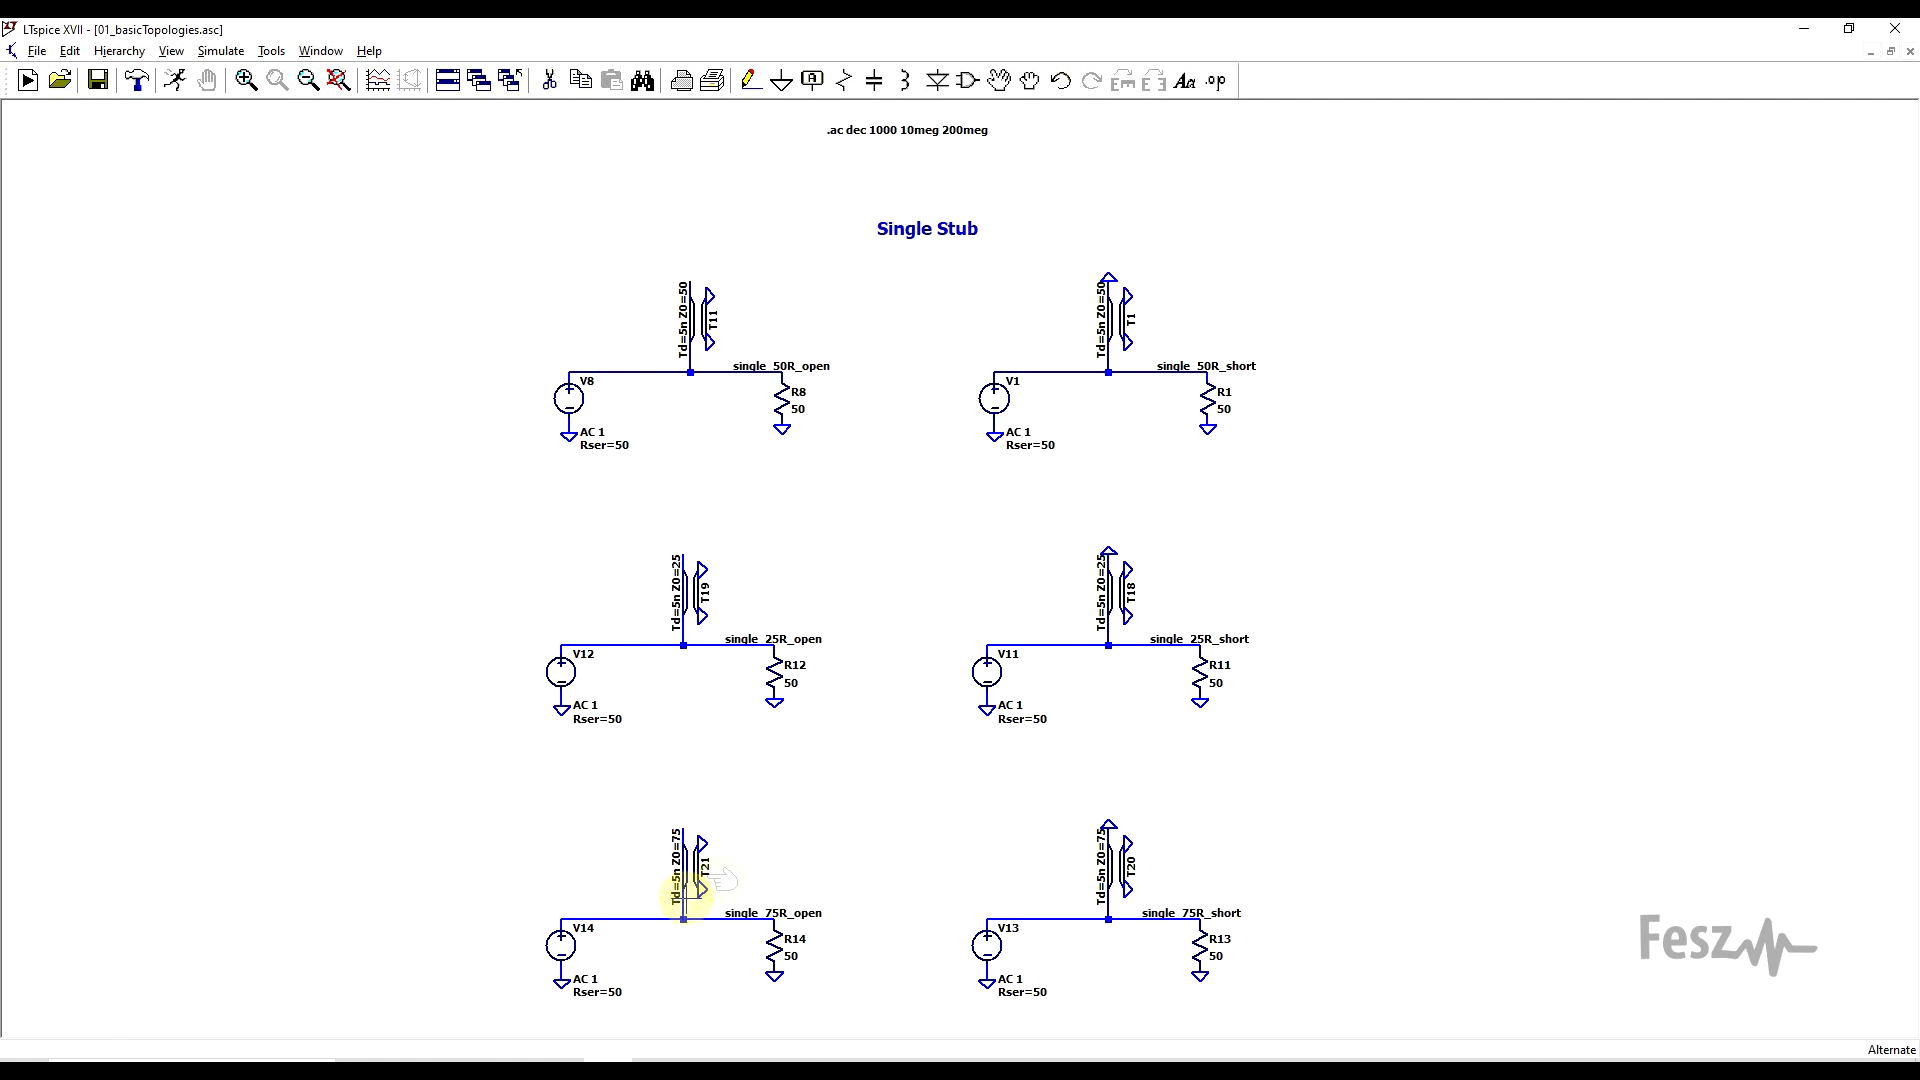 LTspice XVII - [01_basicTopologies.asc]
File Edit Hierarchy View Simulate Tools Window Help
.ac dec 1000 10meg 200meg
Single Stub
Td=5n Z0=50
T11
single_50R_open
V8
R8
50
AC 1
Rser=50
Td=5n Z0=50
T1
single_50R_short
V1
R1
50
AC 1
Rser=50
Td=5n Z0=25
T19
single_25R_open
V12
R12
50
AC 1
Rser=50
Td=5n Z0=25
T18
single_25R_short
V11
R11
50
AC 1
Rser=50
Td=5n Z0=75
T21
single_75R_open
V14
R14
50
AC 1
Rser=50
Td=5n Z0=75
T20
single_75R_short
V13
R13
50
AC 1
Rser=50
Fesz
Alternate